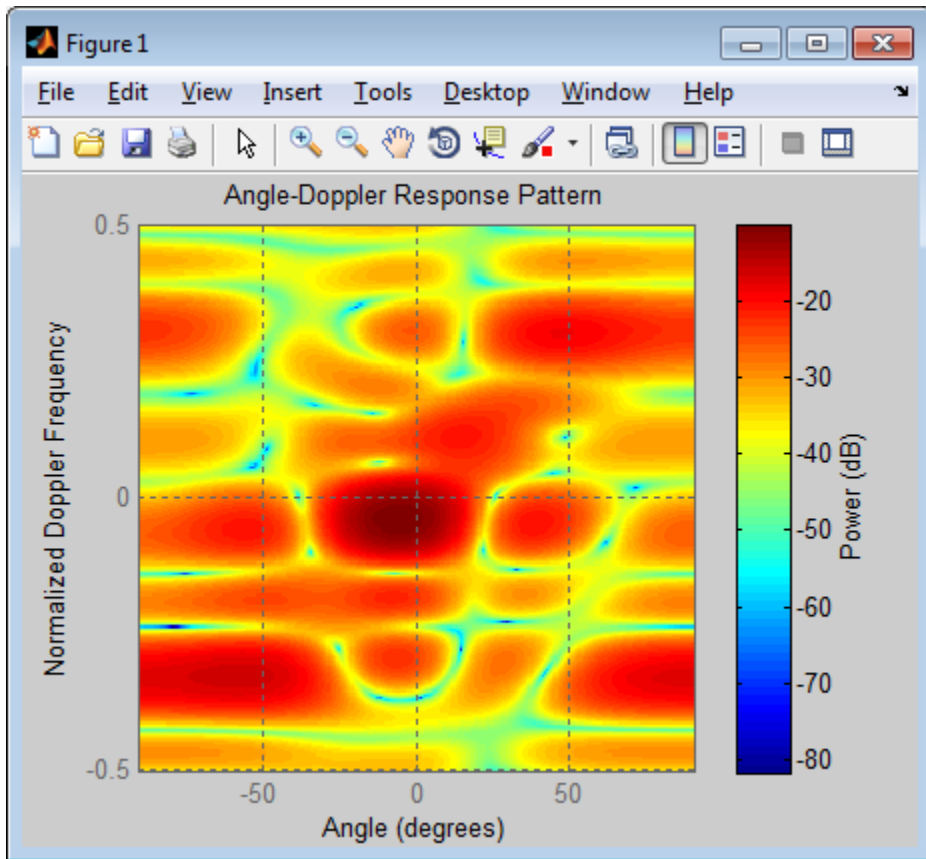 Figure 1
File Edit View Insert Tools Desktop Window Help
Angle-Doppler Response Pattern
0.5
0
-0.5
Normalized Doppler Frequency
-50 0 50
Angle (degrees)
-20
-30
-40
-50
-60
-70
-80
Power (dB)